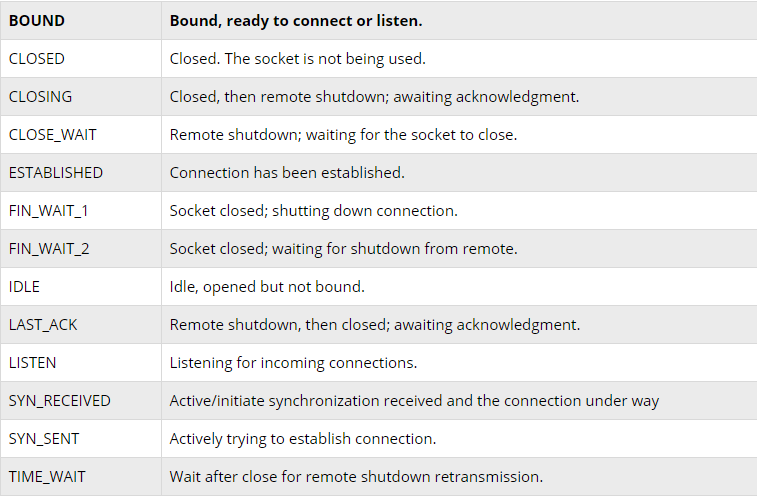 BOUND Bound, ready to connect or listen.
CLOSED Closed. The socket is not being used.
CLOSING Closed, then remote shutdown; awaiting acknowledgment.
CLOSE_WAIT Remote shutdown; waiting for the socket to close.
ESTABLISHED Connection has been established.
FIN_WAIT_1 Socket closed; shutting down connection.
FIN_WAIT_2 Socket closed; waiting for shutdown from remote.
IDLE Idle, opened but not bound.
LAST_ACK Remote shutdown, then closed; awaiting acknowledgment.
LISTEN Listening for incoming connections.
SYN_RECEIVED Active/initiate synchronization received and the connection under way
SYN_SENT Actively trying to establish connection.
TIME_WAIT Wait after close for remote shutdown retransmission.